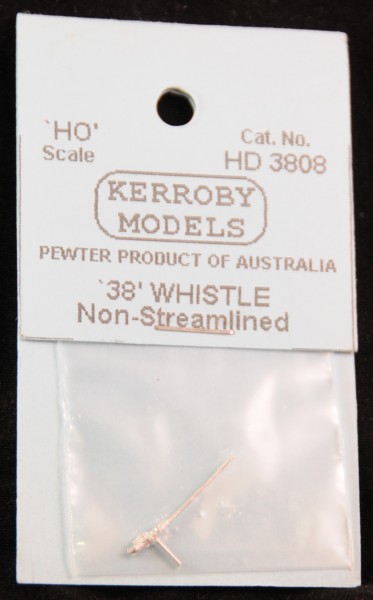 `HO'
Scale
Cat. No.
HD 3808
KERROBY
MODELS
PEWTER PRODUCT OF AUSTRALIA
`38' WHISTLE
Non-Streamlined